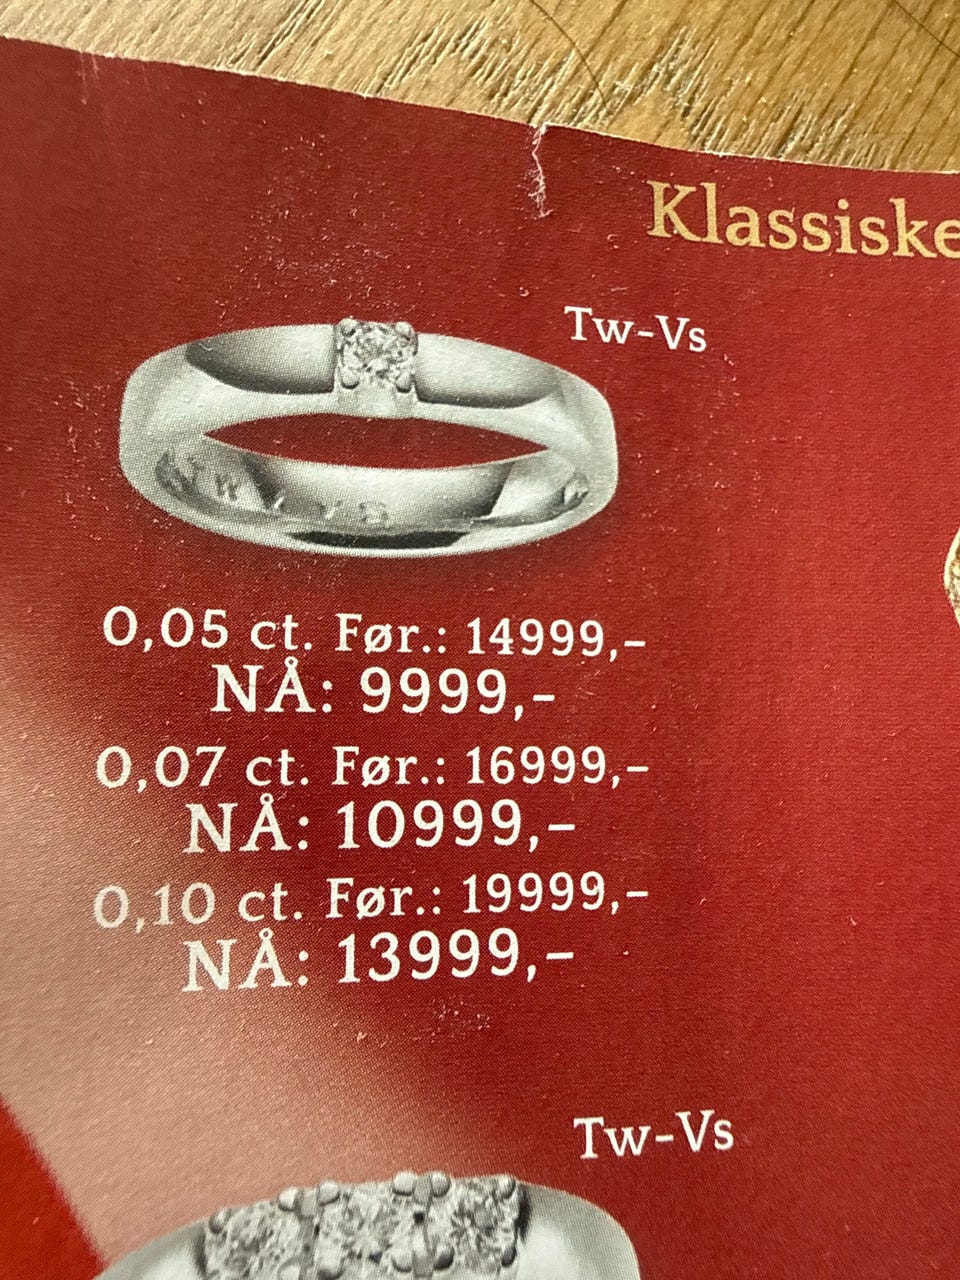 Klassiske
Tw-Vs
0,05 ct. Før.: 14999,-
NÅ: 9999,-
0,07 ct. Før.: 16999,-
NÅ: 10999,-
0,10 ct. Før.: 19999,-
NÅ: 13999,-
Tw-Vs